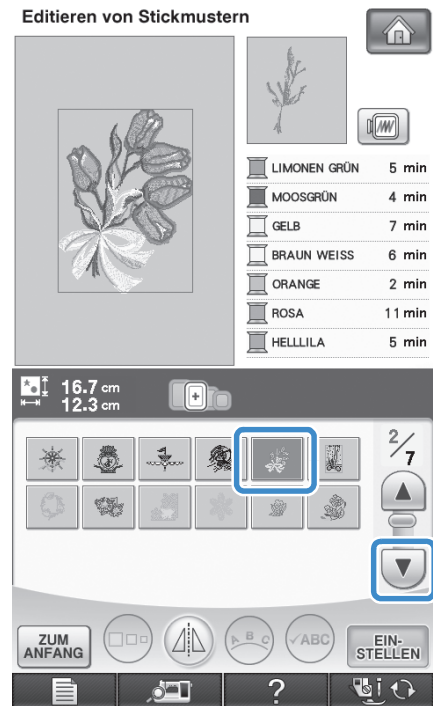 Editieren von Stickmustern
LIMONEN GRÜN 5 min
MOOSGRÜN 4 min
GELB 7 min
BRAUN WEISS 6 min
ORANGE 2 min
ROSA 11 min
HELLLILA 5 min
16.7 cm
12.3 cm
2/7
ZUM
ANFANG
A B C
✓ABC
EIN-
STELLEN
?